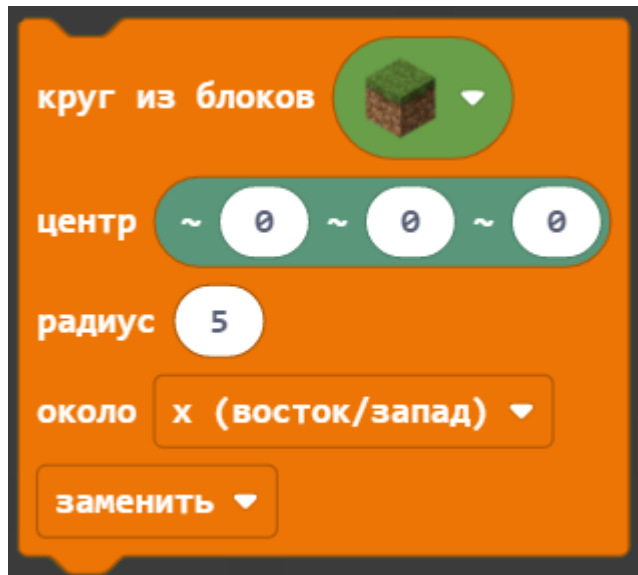 круг из блоков
центр ~ 0 ~ 0 ~ 0
радиус 5
около x (восток/запад)
заменить